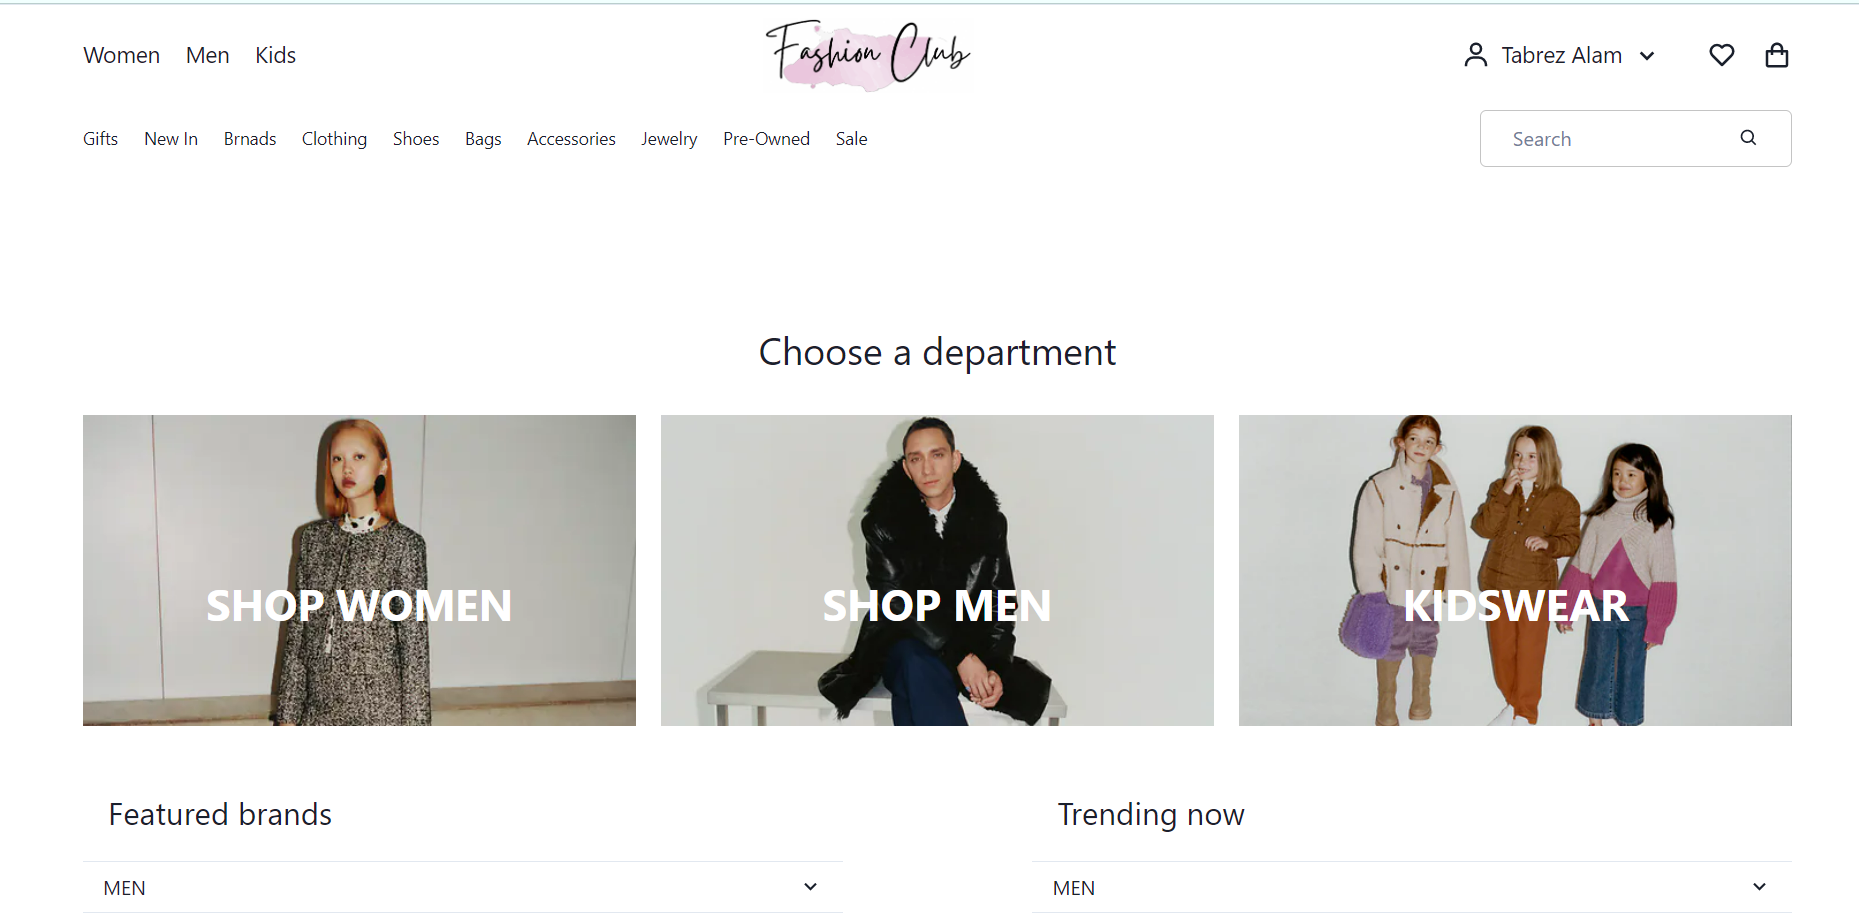 Women Men Kids
Fashion Club
Tabrez Alam
Gifts New In Brnads Clothing Shoes Bags Accessories Jewelry Pre-Owned Sale
Search
Choose a department
SHOP WOMEN
SHOP MEN
KIDSWEAR
Featured brands
MEN
Trending now
MEN